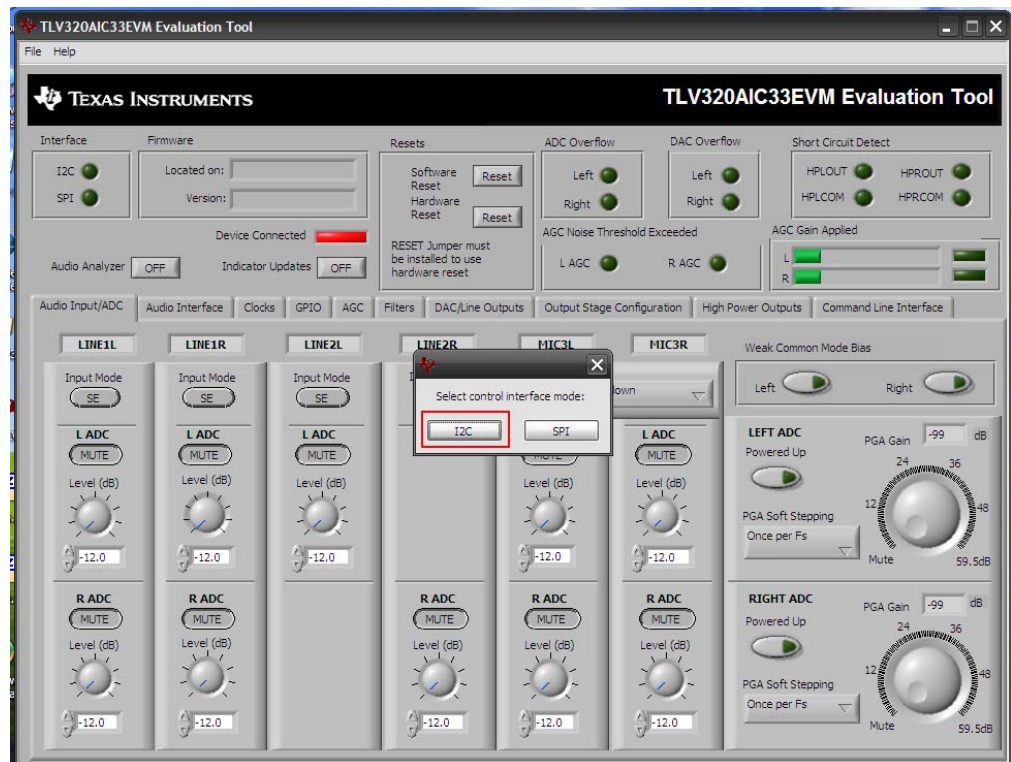 TLV320AIC33EVM Evaluation Tool
File Help
TEXAS INSTRUMENTS
TLV320AIC33EVM Evaluation Tool
Interface
I2C
SPI
Firmware
Located on:
Version:
Device Connected
Audio Analyzer OFF
Indicator Updates OFF
Resets
Software Reset Reset
Hardware Reset Reset
RESET Jumper must
be installed to use
hardware reset
ADC Overflow
Left
Right
DAC Overflow
Left
Right
Short Circuit Detect
HPLOUT HPROUT
HPLCOM HPRCOM
AGC Noise Threshold Exceeded
L AGC R AGC
AGC Gain Applied
L
R
Audio Input/ADC Audio Interface Clocks GPIO AGC Filters DAC/Line Outputs Output Stage Configuration High Power Outputs Command Line Interface
LINE1L LINE1R LINE2L LINE2R MIC3L MIC3R
Input Mode Input Mode Input Mode
SE SE SE
Select control interface mode:
I2C SPI
L ADC L ADC L ADC L ADC
MUTE MUTE MUTE MUTE MUTE
Level (dB) Level (dB) Level (dB) Level (dB) Level (dB)
-12.0 -12.0 -12.0 -12.0 -12.0
R ADC R ADC R ADC R ADC R ADC
MUTE MUTE MUTE MUTE MUTE
Level (dB) Level (dB) Level (dB) Level (dB) Level (dB)
-12.0 -12.0 -12.0 -12.0 -12.0
Weak Common Mode Bias
Left Right
LEFT ADC
Powered Up
PGA Gain -99 dB
24 36
12 48
Mute 59.5dB
PGA Soft Stepping
Once per Fs
RIGHT ADC
Powered Up
PGA Gain -99 dB
24 36
12 48
Mute 59.5dB
PGA Soft Stepping
Once per Fs